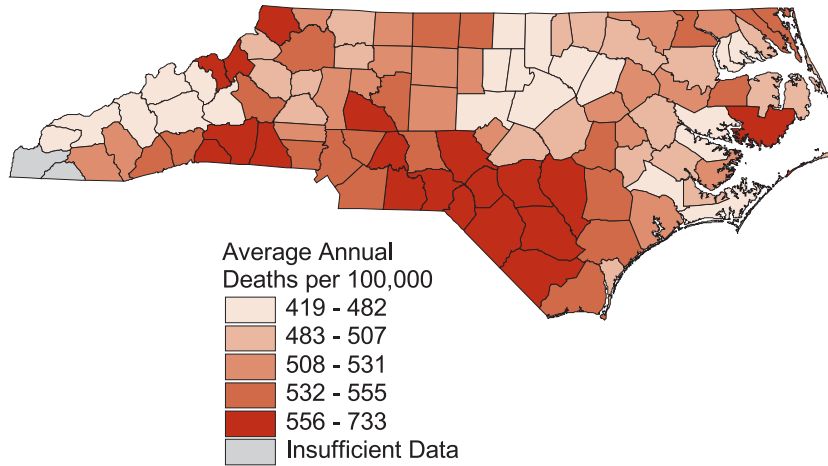 Average Annual
Deaths per 100,000
419 - 482
483 - 507
508 - 531
532 - 555
556 - 733
Insufficient Data